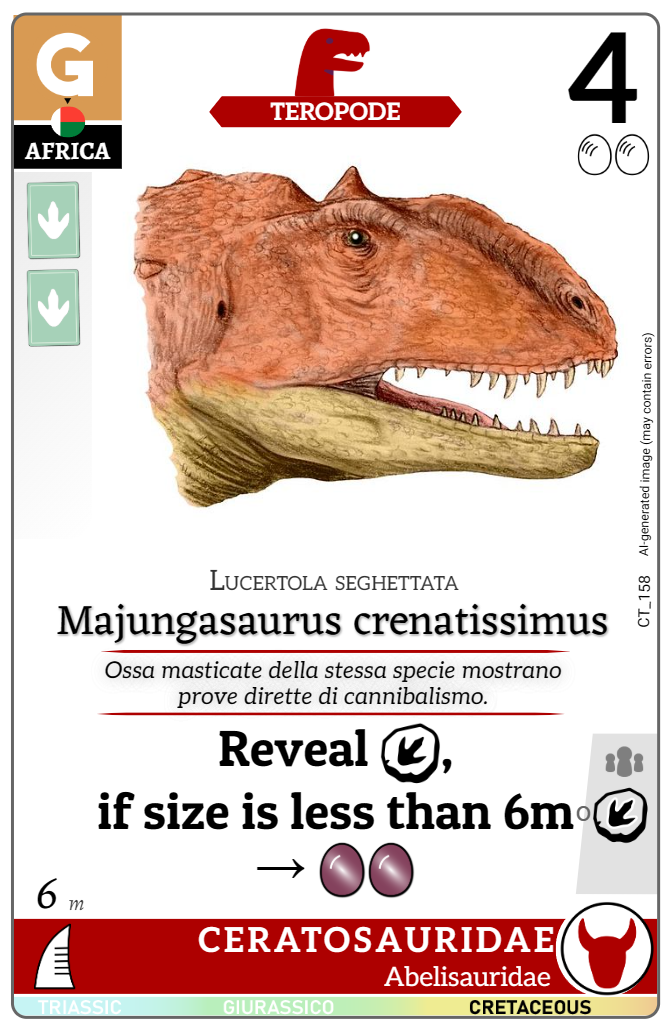 G
AFRICA
TEROPODE
4
AI-generated image (may contain errors)
CT_158
Lucertola seghettata
Majungasaurus crenatissimus
Ossa masticate della stessa specie mostrano
prove dirette di cannibalismo.
Reveal ,
if size is less than 6m
→
6 m
CERATOSAURIDAE
Abelisauridae
TRIASSIC GIURASSICO CRETACEOUS